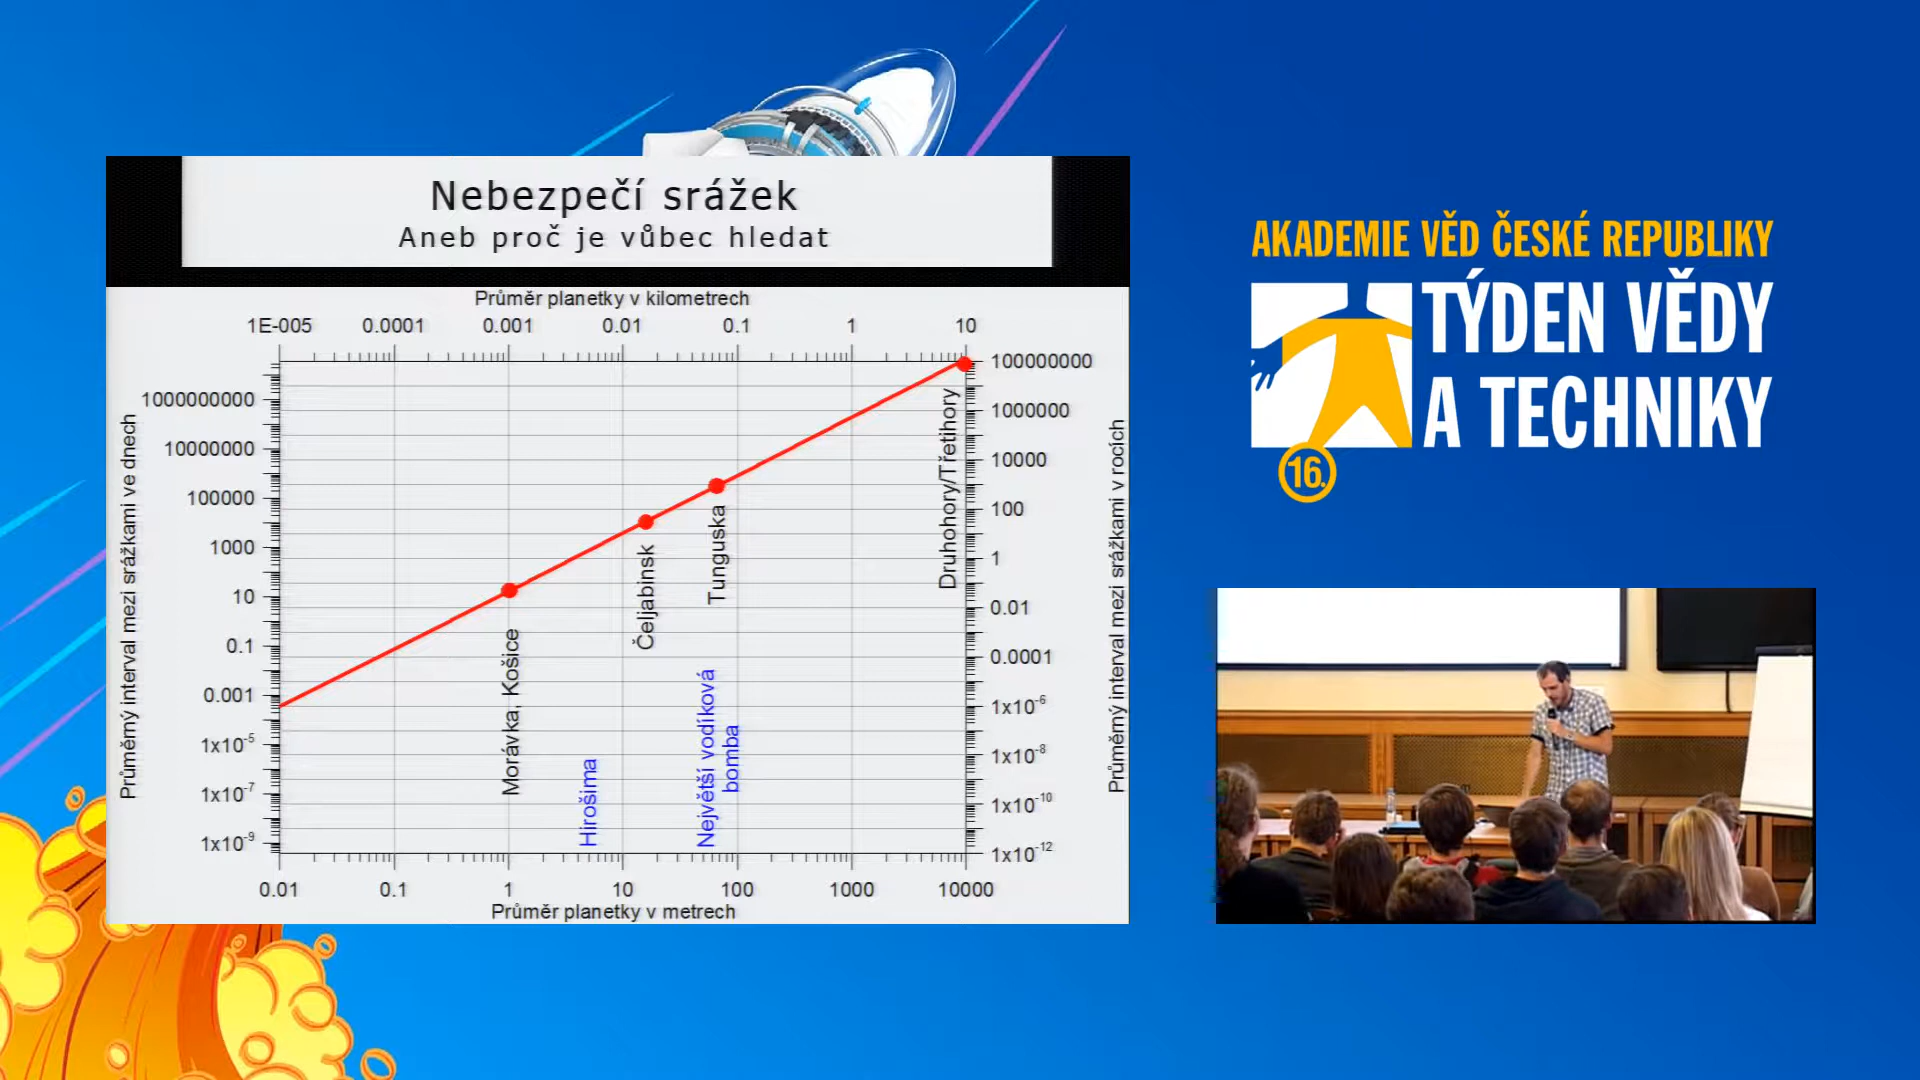 Nebezpečí srážek
Aneb proč je vůbec hledat
Průměr planetky v kilometrech
1E-005 0.0001 0.001 0.01 0.1 1 10
Průměrný interval mezi srážkami ve dnech
1000000000
10000000
100000
1000
10
0.1
0.001
1x10⁻⁵
1x10⁻⁷
1x10⁻⁹
Morávka, Košice
Hirošima
Čeljabinsk
Největší vodíková
bomba
Tunguska
Druhohory/Třetihory
100000000
1000000
10000
100
1
0.01
0.0001
1x10⁻⁶
1x10⁻⁸
1x10⁻¹⁰
1x10⁻¹²
Průměrný interval mezi srážkami v rocích
0.01 0.1 1 10 100 1000 10000
Průměr planetky v metrech
AKADEMIE VĚD ČESKÉ REPUBLIKY
TÝDEN VĚDY
A TECHNIKY
16.